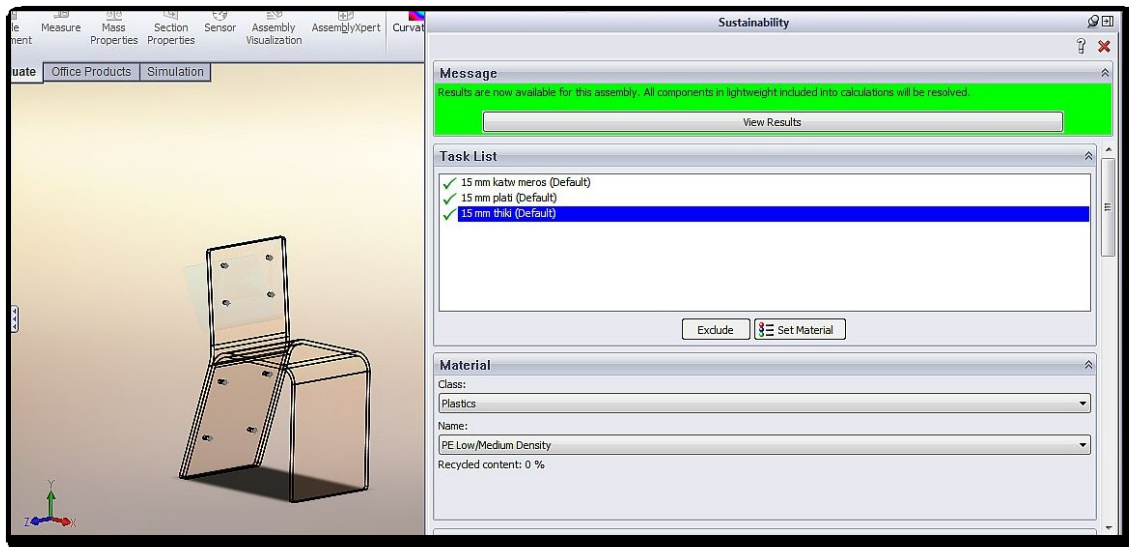 Measure
Mass
Properties
Section
Properties
Sensor
Assembly
Visualization
AssemblyXpert
Office Products
Simulation
Y
Z
X
Sustainability
Message
Results are now available for this assembly. All components in lightweight included into calculations will be resolved.
View Results
Task List
15 mm katw meros (Default)
15 mm plati (Default)
15 mm thiki (Default)
Exclude
Set Material
Material
Class:
Plastics
Name:
PE Low/Medium Density
Recycled content: 0 %